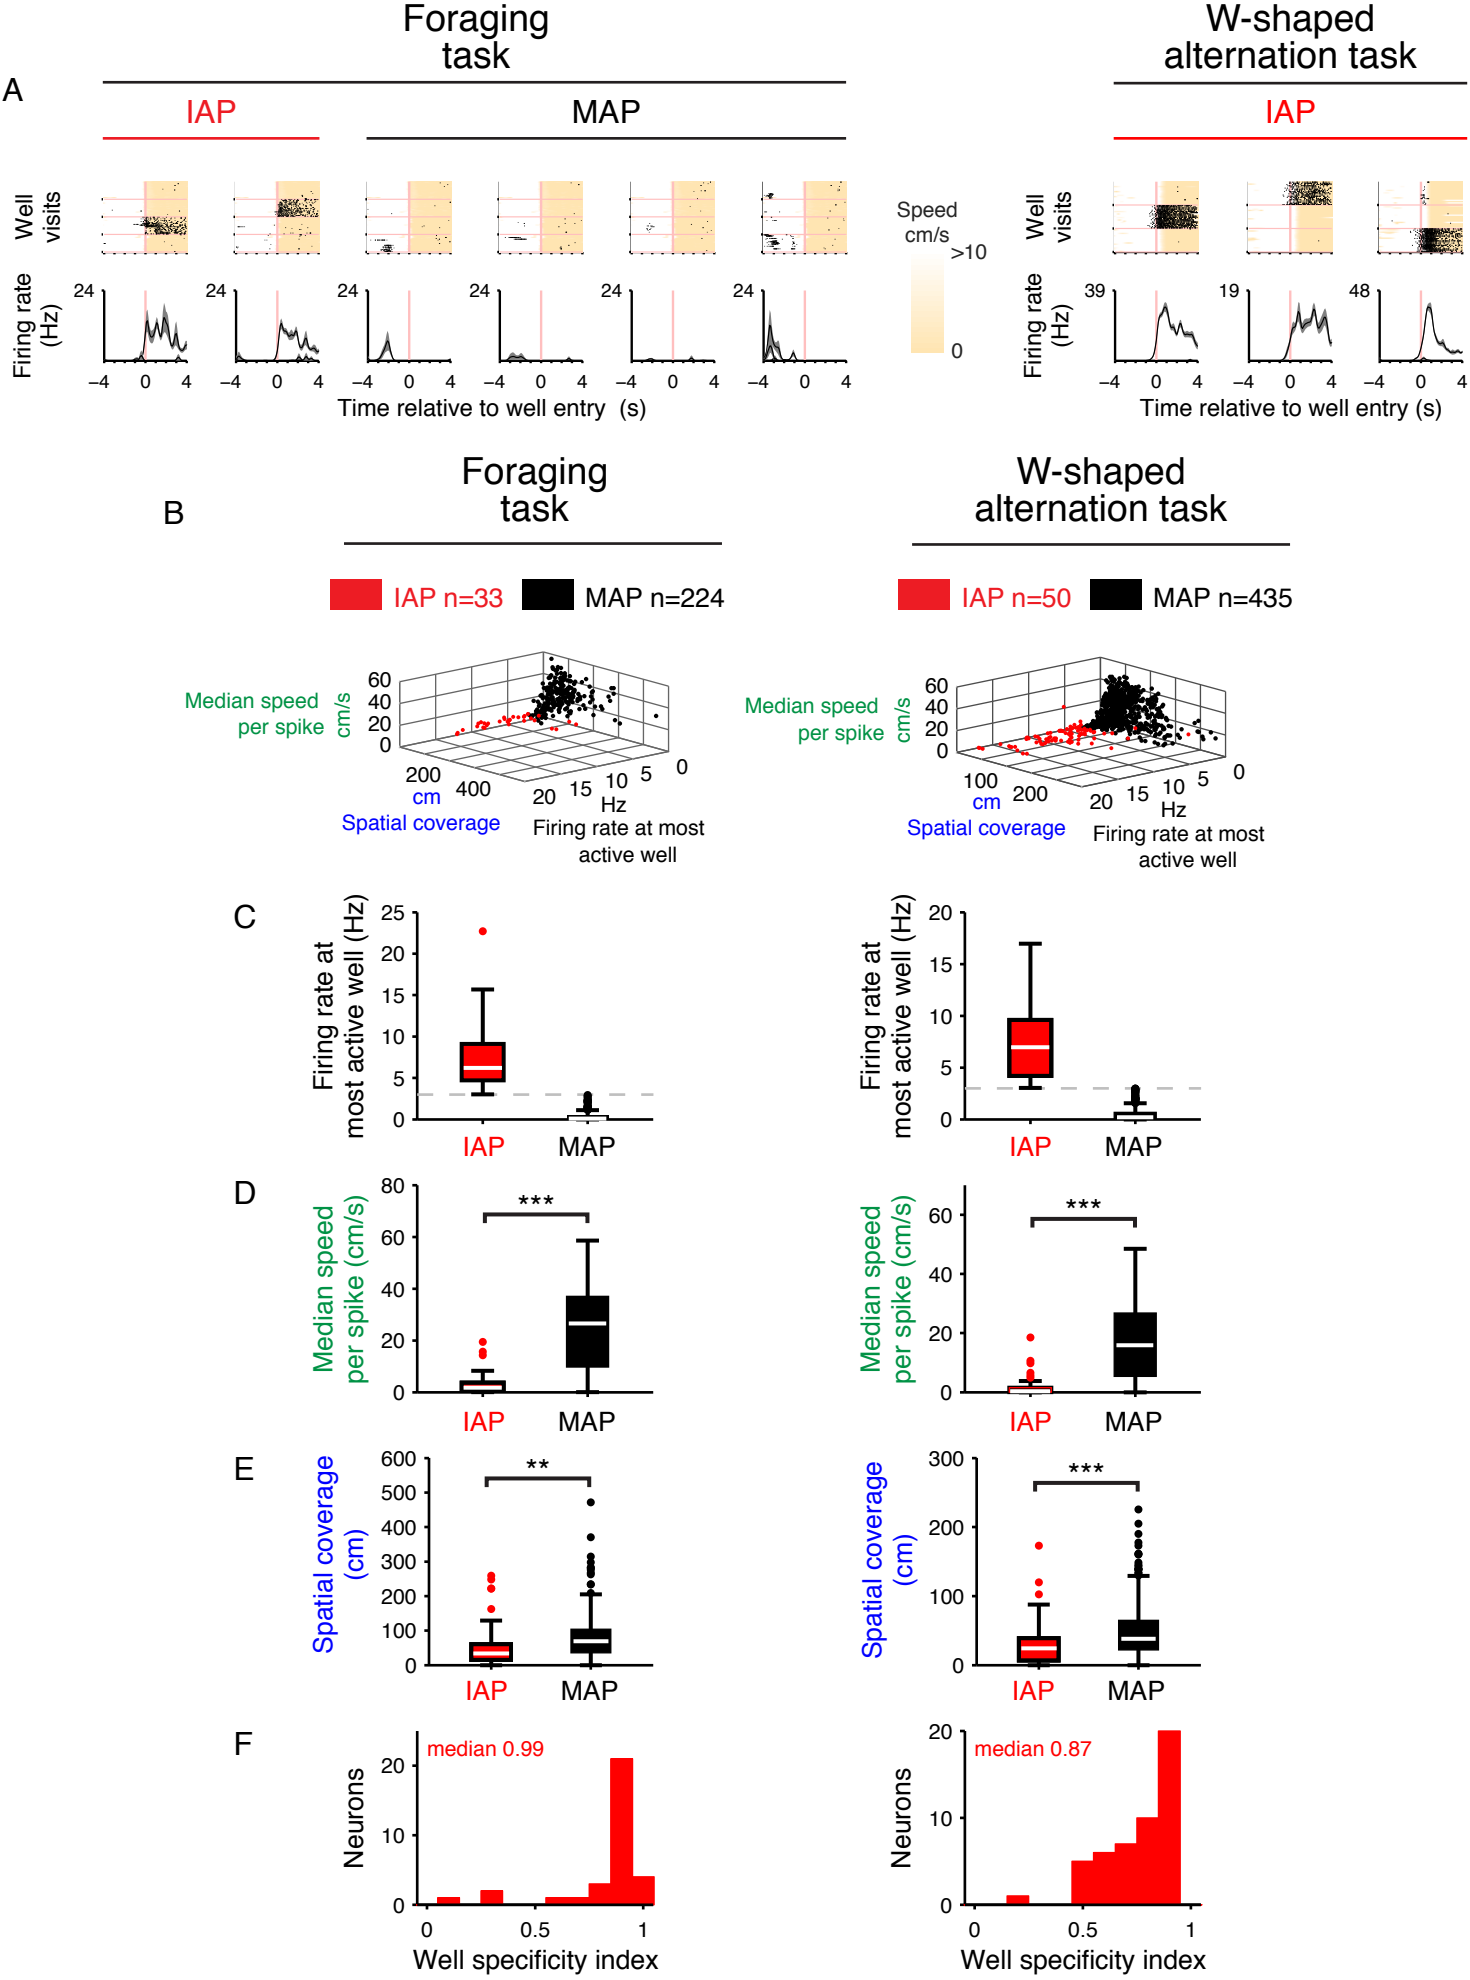 Foraging
task
W-shaped
alternation task
A
IAP
MAP
IAP
Well
visits
Speed
cm/s
>10
0
Well
visits
Firing rate
(Hz)
24
24
24
24
24
24
−4 0 4
−4 0 4
−4 0 4
−4 0 4
−4 0 4
−4 0 4
Time relative to well entry (s)
Firing rate
(Hz)
39
19
48
−4 0 4
−4 0 4
−4 0 4
Time relative to well entry (s)
B
Foraging
task
W-shaped
alternation task
IAP n=33
MAP n=224
IAP n=50
MAP n=435
Median speed
per spike
cm/s
60
40
20
0
200
400
cm
Spatial coverage
20 15 10 5 0
Hz
Firing rate at most
active well
Median speed
per spike
cm/s
60
40
20
0
100
200
cm
Spatial coverage
20 15 10 5 0
Hz
Firing rate at most
active well
C
Firing rate at
most active well (Hz)
25
20
15
10
5
0
IAP
MAP
Firing rate at
most active well (Hz)
20
15
10
5
0
IAP
MAP
D
Median speed
per spike (cm/s)
80
60
40
20
0
***
IAP
MAP
Median speed
per spike (cm/s)
60
40
20
0
***
IAP
MAP
E
Spatial coverage
(cm)
600
500
400
300
200
100
0
**
IAP
MAP
Spatial coverage
(cm)
300
200
100
0
***
IAP
MAP
F
Neurons
20
10
0
median 0.99
0 0.5 1
Well specificity index
Neurons
20
10
0
median 0.87
0 0.5 1
Well specificity index